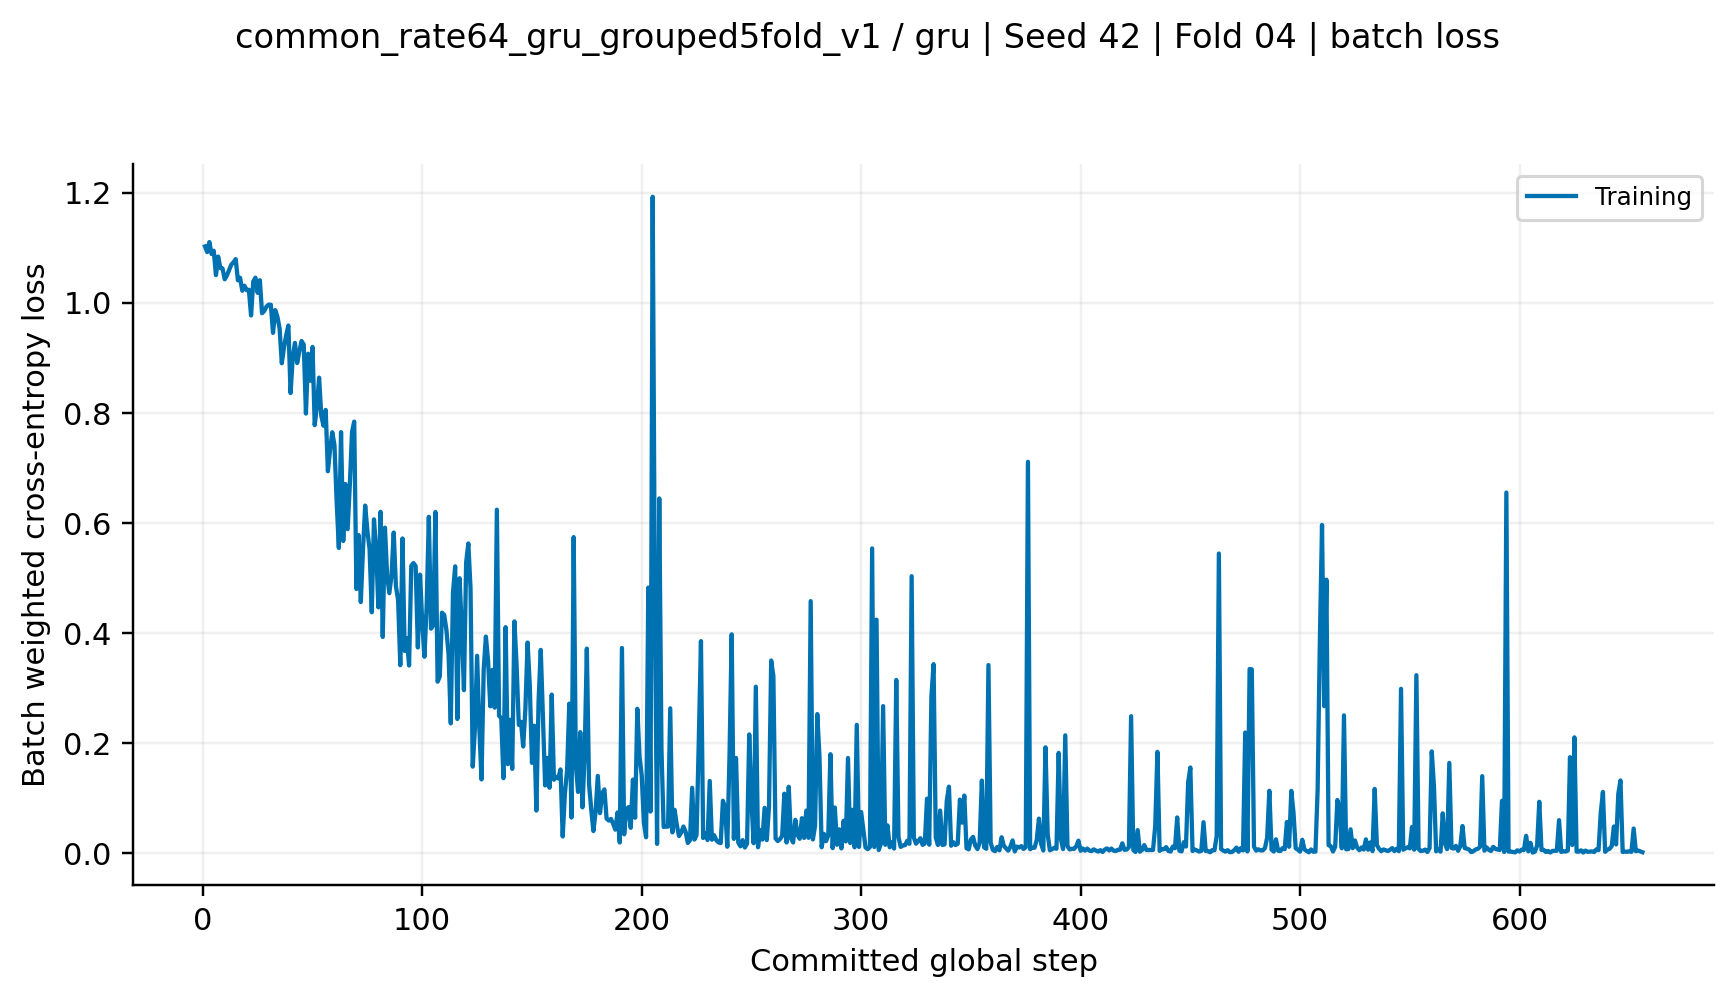 common_rate64_gru_grouped5fold_v1 / gru | Seed 42 | Fold 04 | batch loss
Training
Batch weighted cross-entropy loss
1.2
1.0
0.8
0.6
0.4
0.2
0.0
0 100 200 300 400 500 600
Committed global step